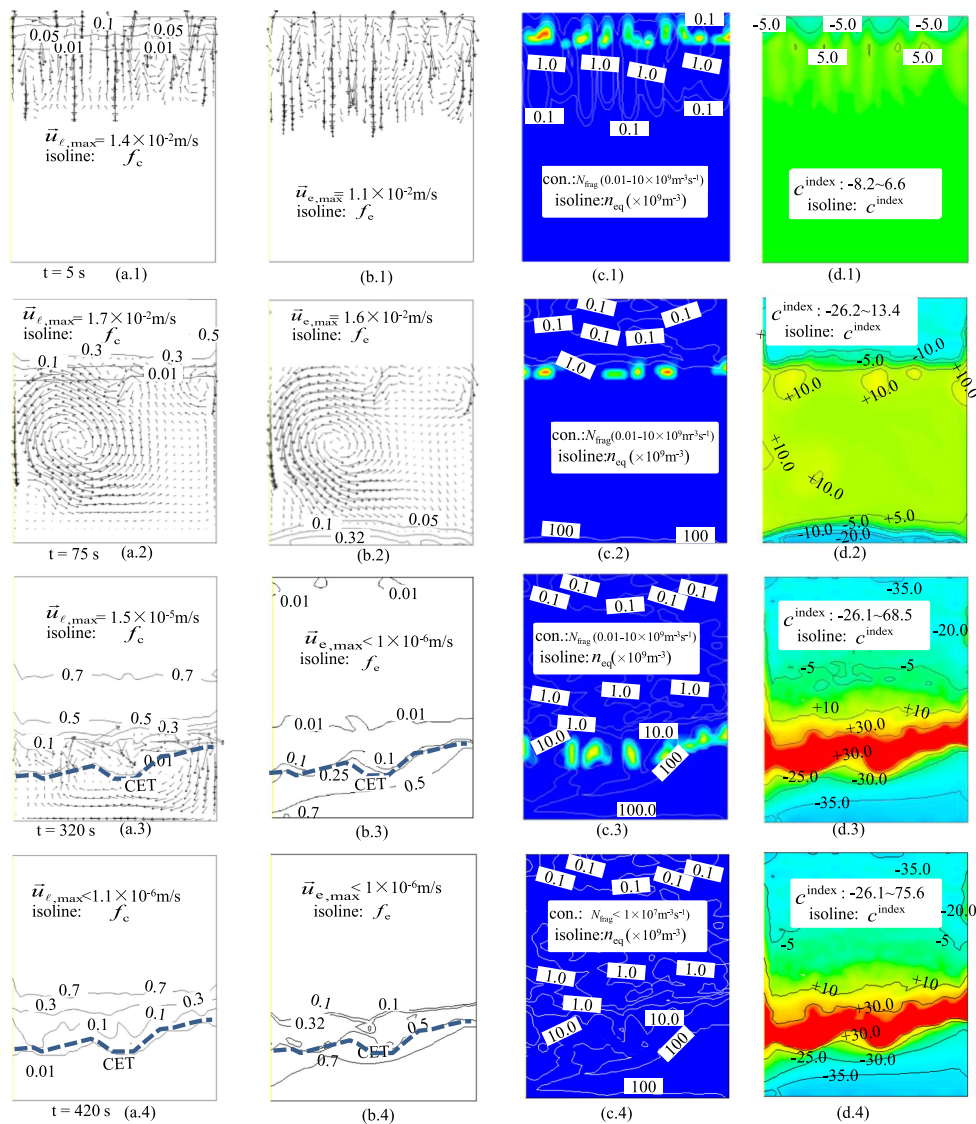 0.1
0.05
0.05
0.01
0.01
u⃗ℓ,max = 1.4×10⁻²m/s
isoline: fc
t = 5 s
(a.1)
u⃗e,max = 1.1×10⁻²m/s
isoline: fe
(b.1)
0.1
1.0
1.0
1.0
1.0
0.1
0.1
0.1
con.:Nfrag (0.01-10×10⁹m⁻³s⁻¹)
isoline:neq (×10⁹m⁻³)
(c.1)
-5.0
-5.0
5.0
5.0
c^index : -8.2~6.6
isoline: c^index
(d.1)
u⃗ℓ,max = 1.7×10⁻²m/s
isoline: fc
0.5
0.3
0.3
0.1
0.01
t = 75 s
(a.2)
u⃗e,max = 1.6×10⁻²m/s
isoline: fe
0.1
0.05
0.32
(b.2)
0.1
0.1
0.1
0.1
0.1
1.0
con.:Nfrag (0.01-10×10⁹m⁻³s⁻¹)
isoline:neq (×10⁹m⁻³)
100
100
(c.2)
c^index : -26.2~13.4
isoline: c^index
-5.0
-10.0
+10.0
+10.0
+10.0
+10.0
+10.0
-10.0
-5.0
+5.0
-20.0
(d.2)
u⃗ℓ,max = 1.5×10⁻⁵m/s
isoline: fc
0.7
0.7
0.5
0.5
0.3
0.1
0.1
0.01
CET
t = 320 s
(a.3)
0.01
0.01
u⃗e,max < 1×10⁻⁶m/s
isoline: fe
0.01
0.01
0.1
0.1
0.25
0.5
CET
0.7
(b.3)
0.1
0.1
0.1
0.1
0.1
con.:Nfrag (0.01-10×10⁹m⁻³s⁻¹)
isoline:neq (×10⁹m⁻³)
1.0
1.0
1.0
1.0
10.0
10.0
100
100.0
(c.3)
-35.0
c^index : -26.1~68.5
isoline: c^index
-20.0
-5
-5
+10
+10
+30.0
+30.0
-25.0
-30.0
-35.0
(d.3)
u⃗ℓ,max < 1.1×10⁻⁶m/s
isoline: fc
0.7
0.7
0.3
0.3
0.1
0.1
CET
0.01
t = 420 s
(a.4)
u⃗e,max < 1×10⁻⁶m/s
isoline: fe
0.1
0.1
0.32
0.5
CET
0.7
(b.4)
0.1
0.1
0.1
0.1
0.1
con.: Nfrag < 1×10⁷m⁻³s⁻¹)
isoline:neq (×10⁹m⁻³)
1.0
1.0
1.0
1.0
10.0
10.0
100
100
(c.4)
-35.0
c^index : -26.1~75.6
isoline: c^index
-20.0
-5
-5
+10
+10
+30.0
+30.0
-25.0
-30.0
-35.0
(d.4)